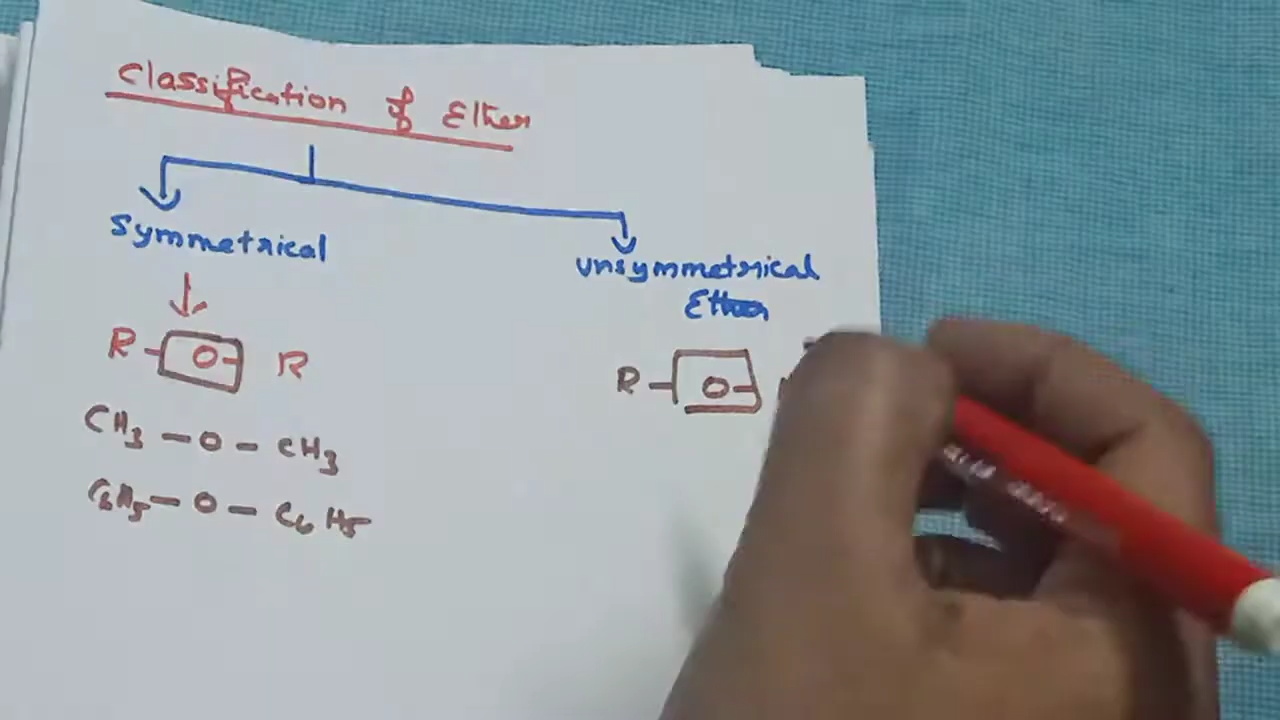 Classification of Ether
Symmetrical
Unsymmetrical
Ether
R - O - R
R - O -
CH3 - O - CH3
C6H5 - O - C6H5